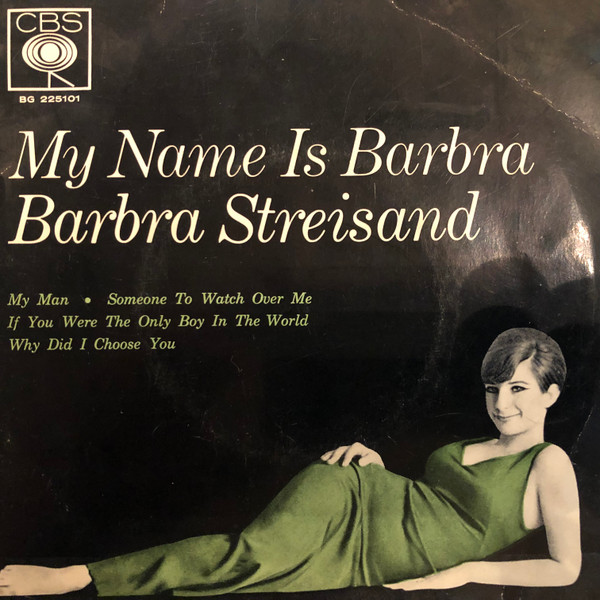 CBS
BG 225101
My Name Is Barbra
Barbra Streisand
My Man • Someone To Watch Over Me
If You Were The Only Boy In The World
Why Did I Choose You